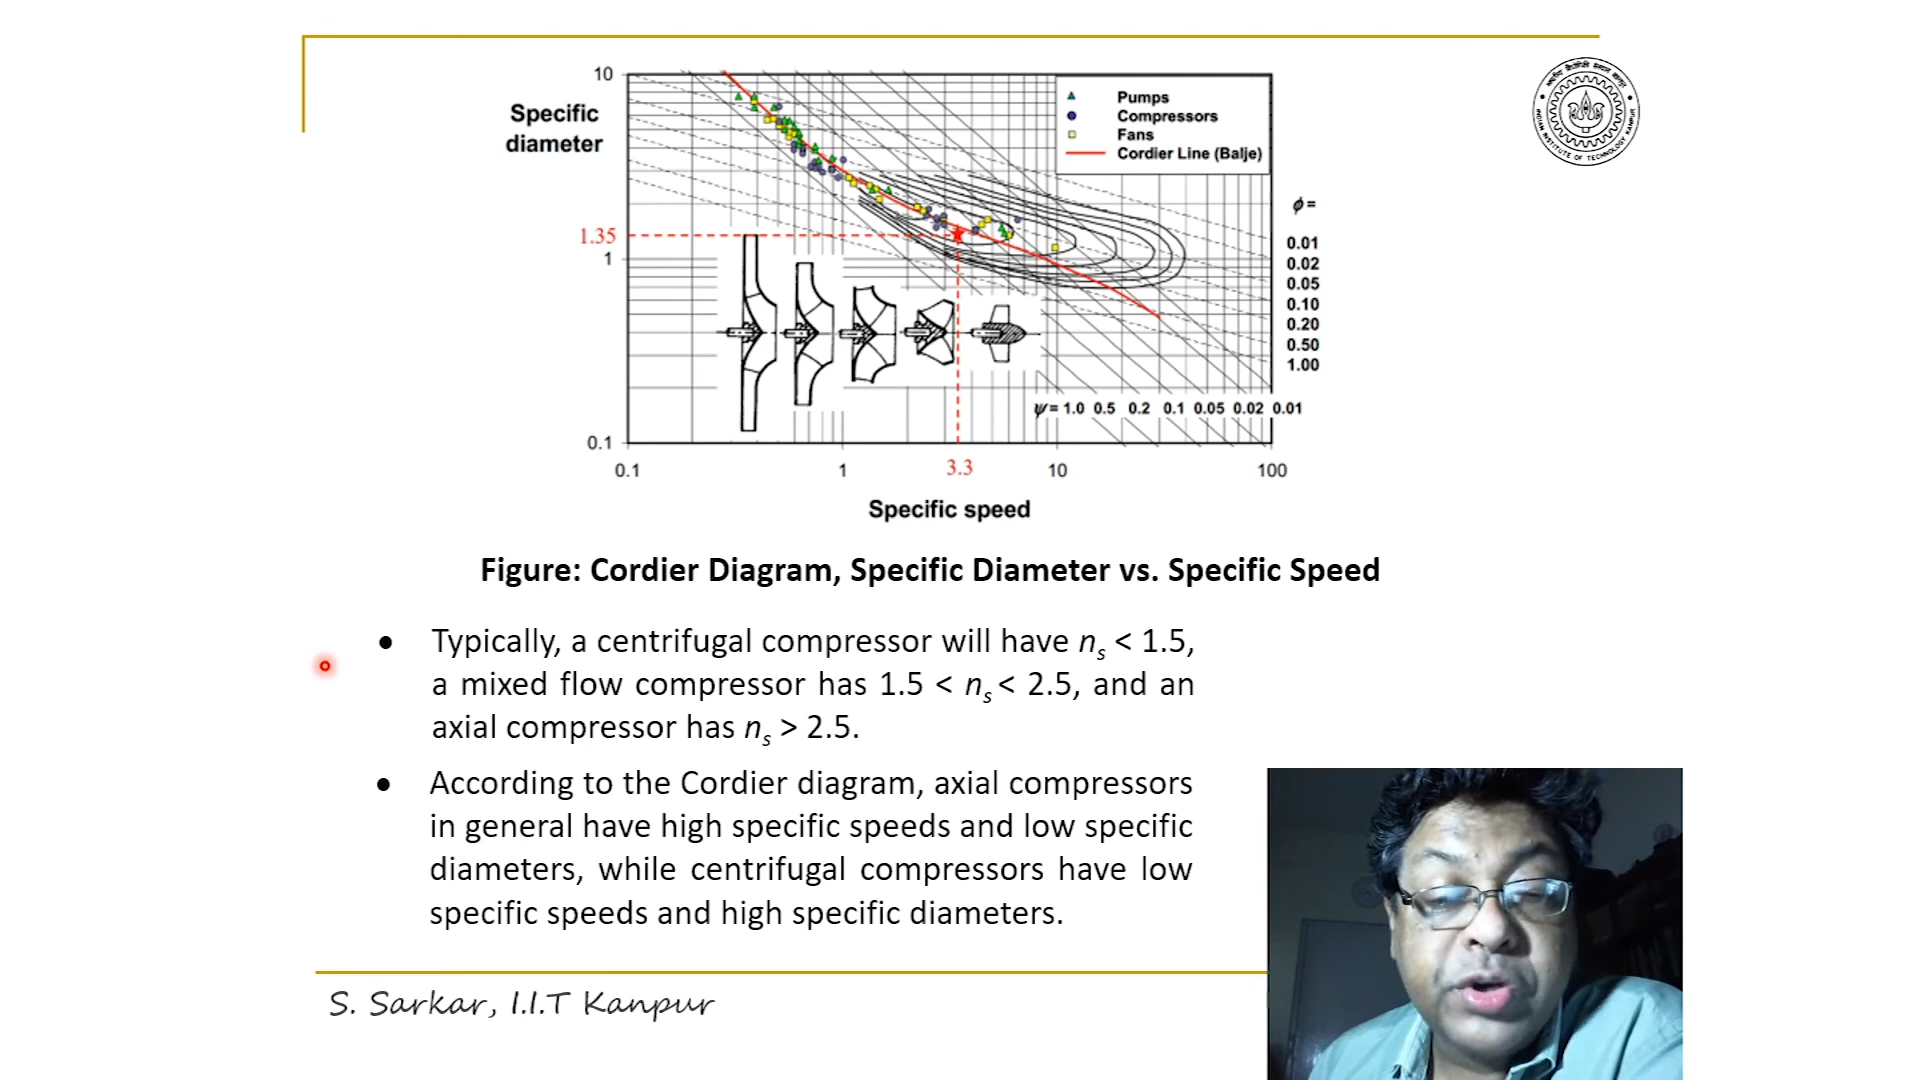 10
Specific
diameter
Pumps
Compressors
Fans
Cordier Line (Balje)
ϕ =
1.35
1
0.01
0.02
0.05
0.10
0.20
0.50
1.00
ψ = 1.0 0.5 0.2 0.1 0.05 0.02 0.01
0.1
0.1 1 3.3 10 100
Specific speed
INDIAN INSTITUTE OF TECHNOLOGY KANPUR
Figure: Cordier Diagram, Specific Diameter vs. Specific Speed
• Typically, a centrifugal compressor will have nₛ < 1.5,
a mixed flow compressor has 1.5 < nₛ < 2.5, and an
axial compressor has nₛ > 2.5.
• According to the Cordier diagram, axial compressors
in general have high specific speeds and low specific
diameters, while centrifugal compressors have low
specific speeds and high specific diameters.
S. Sarkar, I.I.T Kanpur